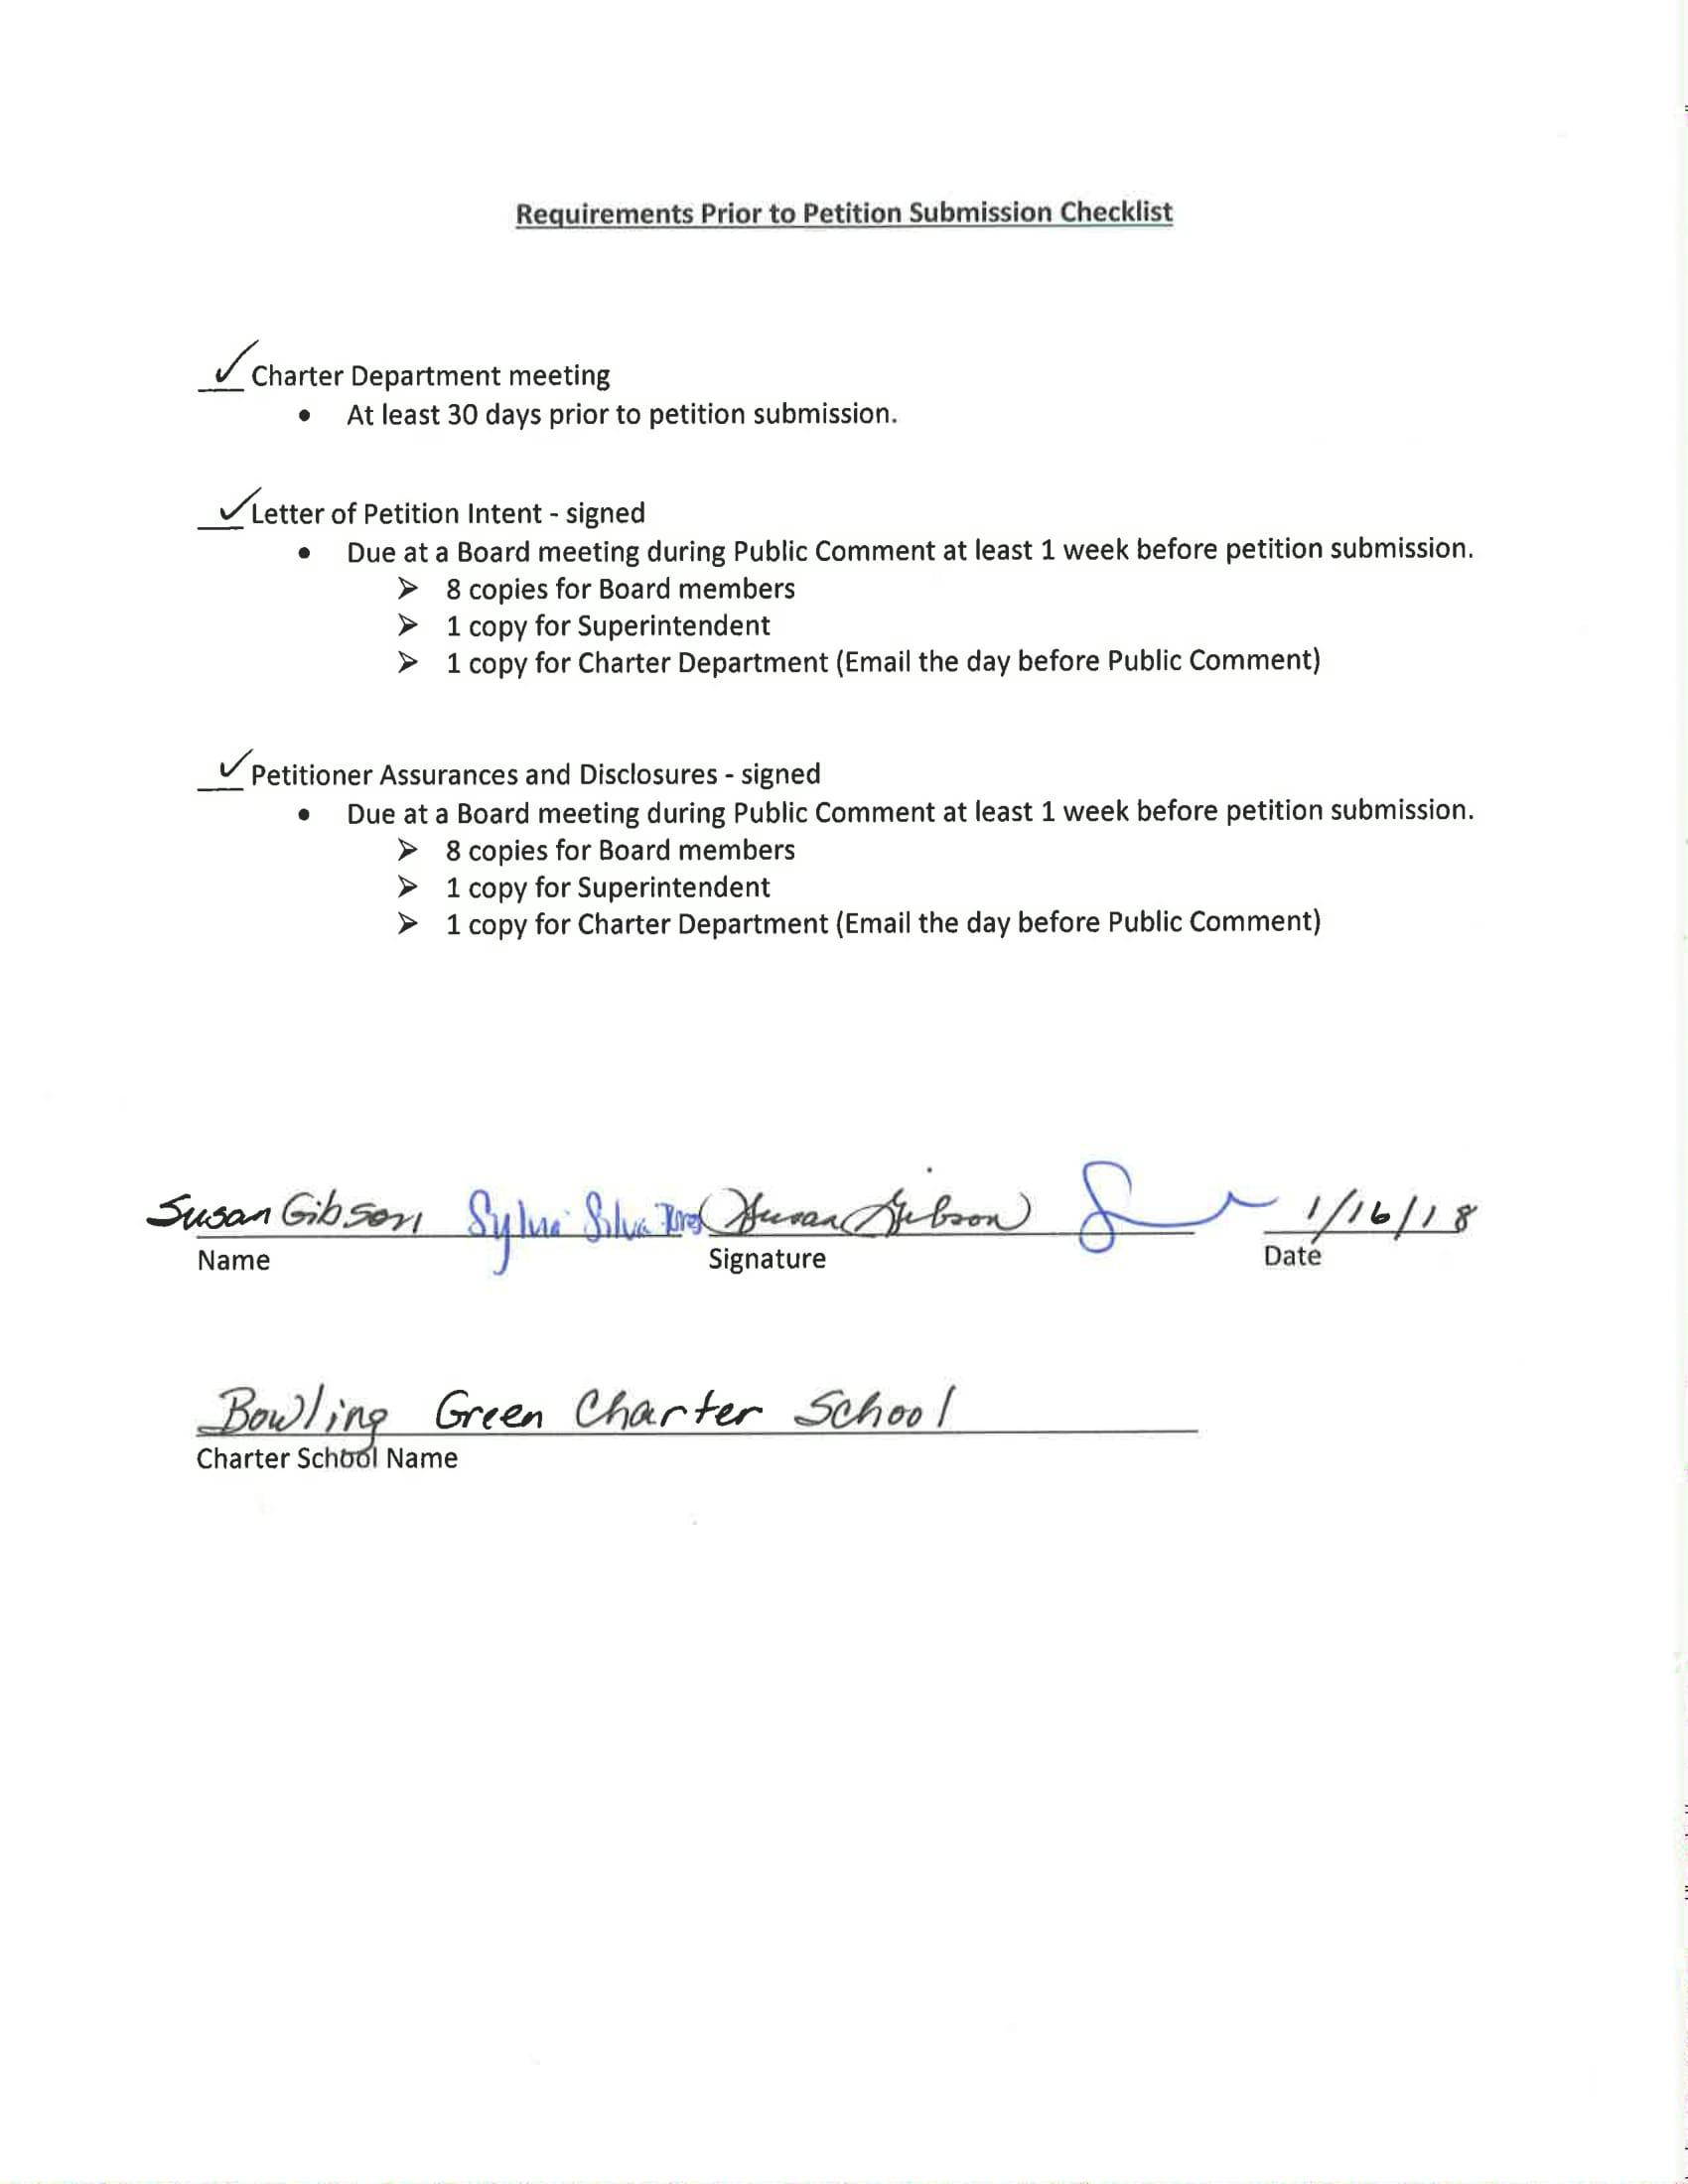 Requirements Prior to Petition Submission Checklist
✓ Charter Department meeting
• At least 30 days prior to petition submission.
✓ Letter of Petition Intent - signed
• Due at a Board meeting during Public Comment at least 1 week before petition submission.
➢ 8 copies for Board members
➢ 1 copy for Superintendent
➢ 1 copy for Charter Department (Email the day before Public Comment)
✓ Petitioner Assurances and Disclosures - signed
• Due at a Board meeting during Public Comment at least 1 week before petition submission.
➢ 8 copies for Board members
➢ 1 copy for Superintendent
➢ 1 copy for Charter Department (Email the day before Public Comment)
Susan Gibson Sylvia Silva Susan Gibson 1/16/18
Name Signature Date
Bowling Green Charter School
Charter School Name